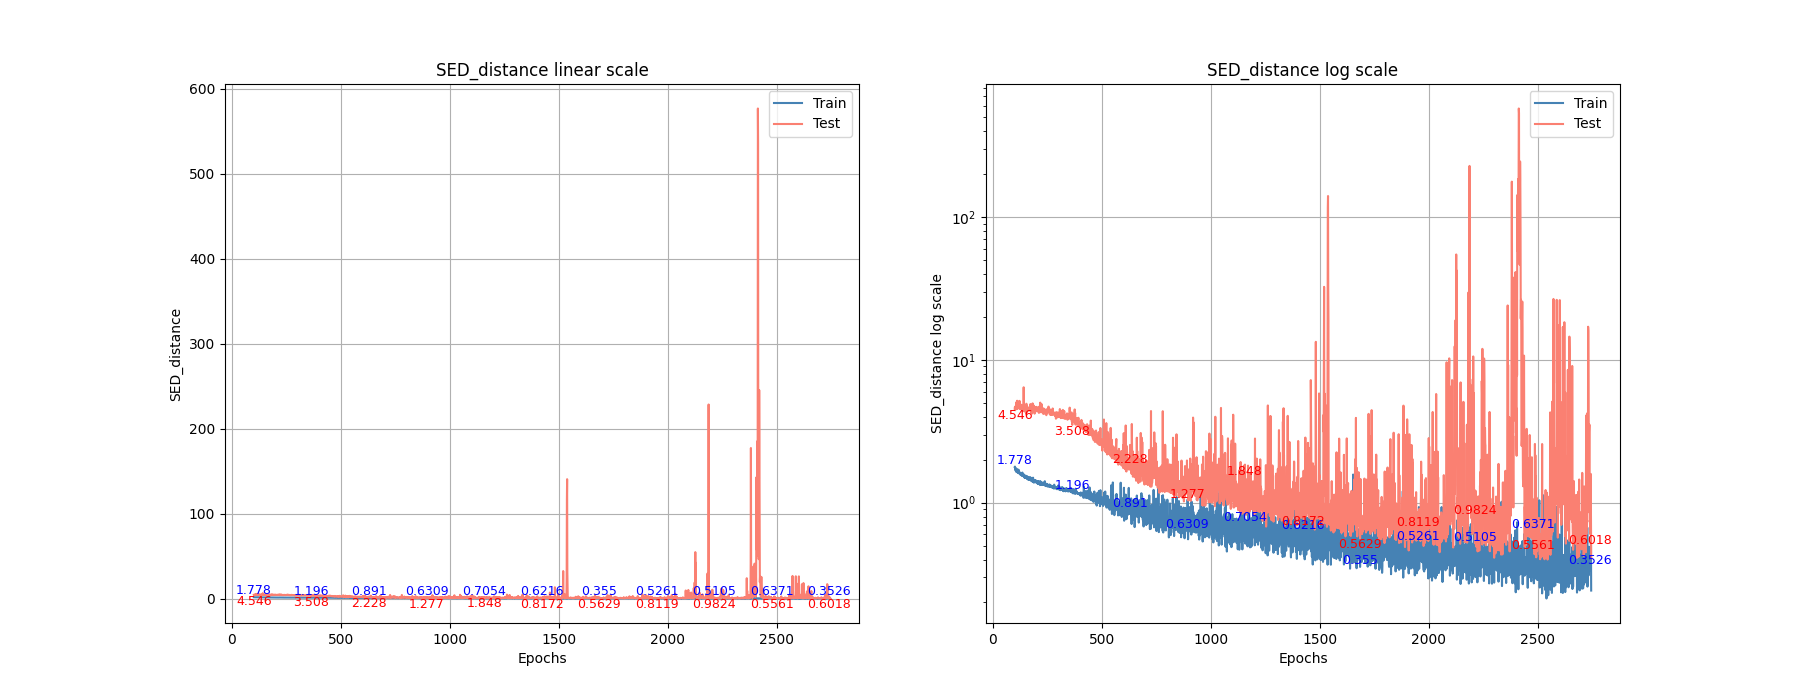 SED_distance linear scale
600
500
400
300
200
100
0
SED_distance
Train
Test
1.778 1.196 0.891 0.6309 0.7054 0.6216 0.355 0.5261 0.5105 0.6371 0.3526
4.546 3.508 2.228 1.277 1.848 0.8172 0.5629 0.8119 0.9824 0.5561 0.6018
0 500 1000 1500 2000 2500
Epochs
SED_distance log scale
10²
10¹
10⁰
SED_distance log scale
Train
Test
4.546 3.508 2.228 1.277 1.848 0.8172 0.5629 0.8119 0.9824 0.5561 0.6018
1.778 1.196 0.891 0.6309 0.7054 0.6216 0.355 0.5261 0.5105 0.6371 0.3526
0 500 1000 1500 2000 2500
Epochs